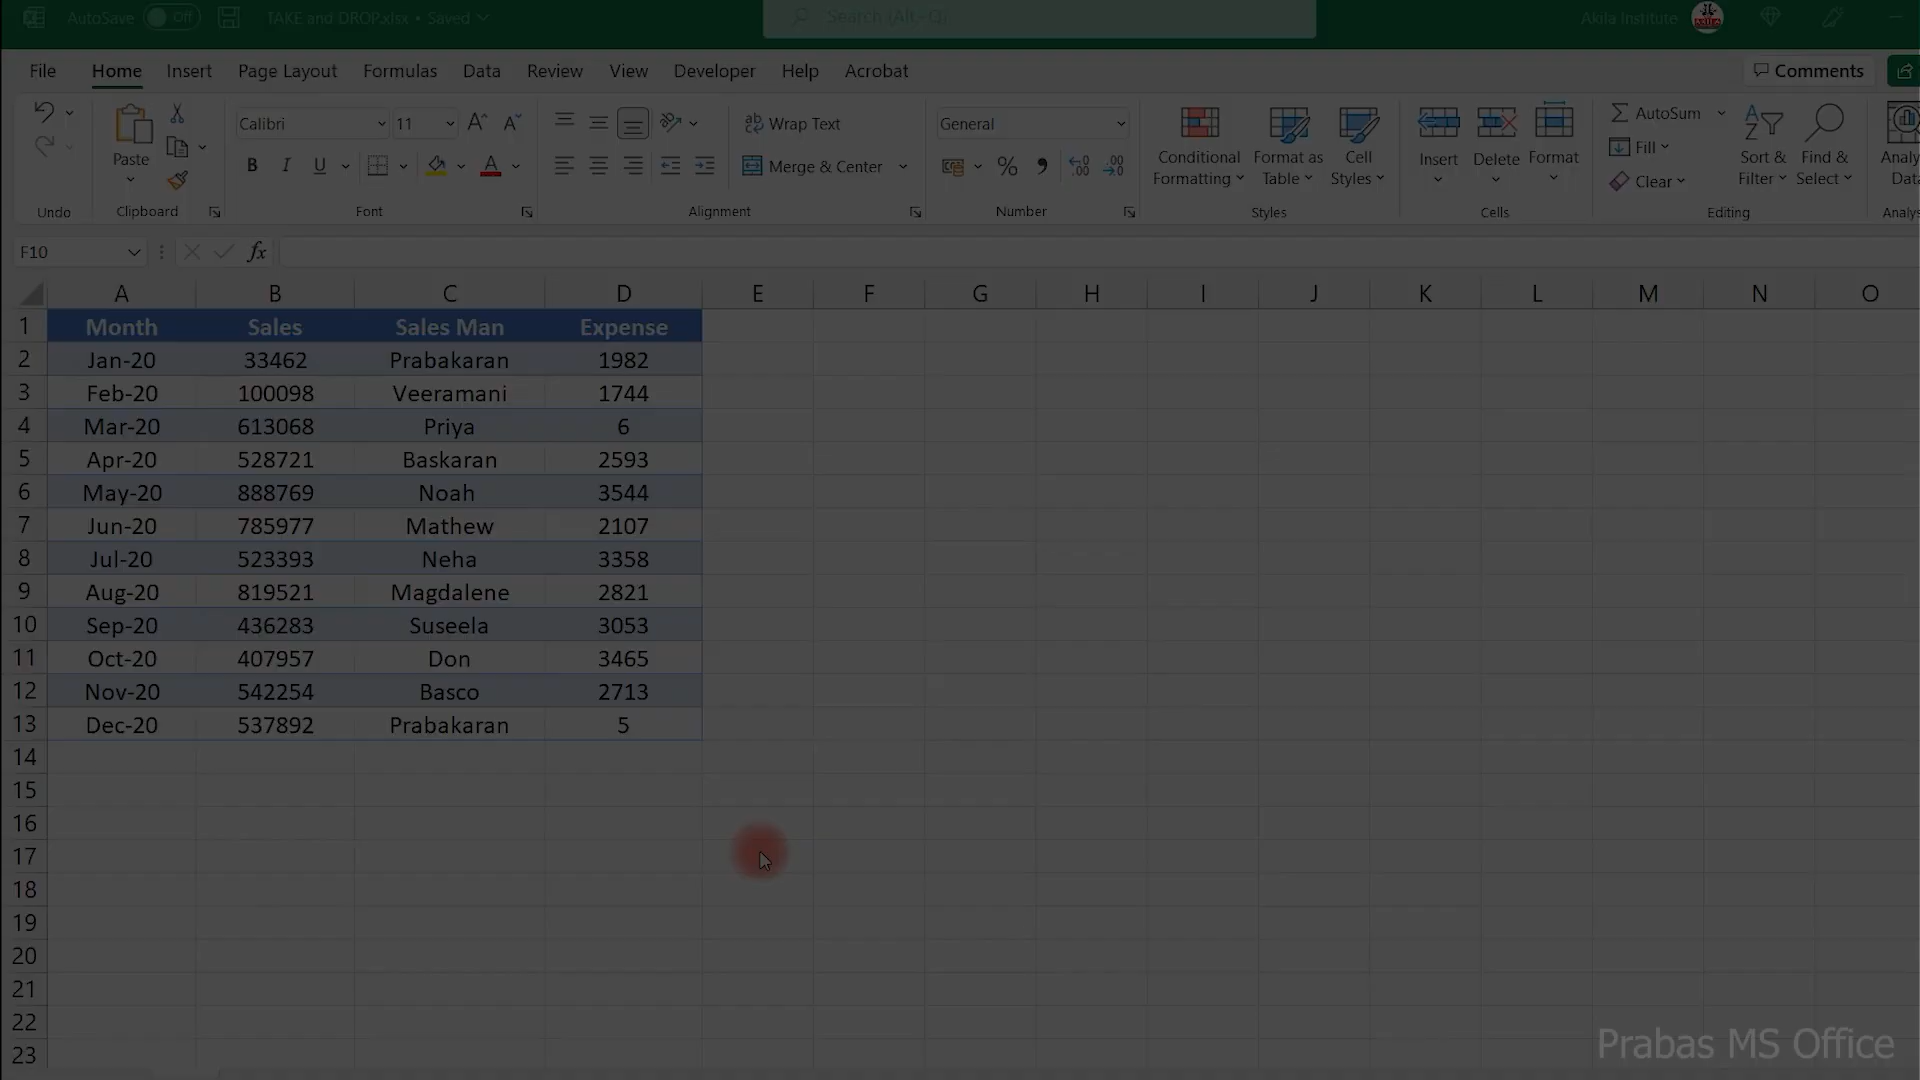 AutoSave Off TAKE and DROP.xlsx • Saved Search (Alt+Q) Akila Institute
File Home Insert Page Layout Formulas Data Review View Developer Help Acrobat Comments
Calibri 11 Wrap Text General AutoSum
Paste B I U A Merge & Center % Conditional Formatting Format as Table Cell Styles Insert Delete Format Fill Sort & Filter Find & Select
Clear
Undo Clipboard Font Alignment Number Styles Cells Editing
F10 fx
A B C D E F G H I J K L M N O
1 Month Sales Sales Man Expense
2 Jan-20 33462 Prabakaran 1982
3 Feb-20 100098 Veeramani 1744
4 Mar-20 613068 Priya 6
5 Apr-20 528721 Baskaran 2593
6 May-20 888769 Noah 3544
7 Jun-20 785977 Mathew 2107
8 Jul-20 523393 Neha 3358
9 Aug-20 819521 Magdalene 2821
10 Sep-20 436283 Suseela 3053
11 Oct-20 407957 Don 3465
12 Nov-20 542254 Basco 2713
13 Dec-20 537892 Prabakaran 5
14
15
16
17
18
19
20
21
22
23
Prabas MS Office